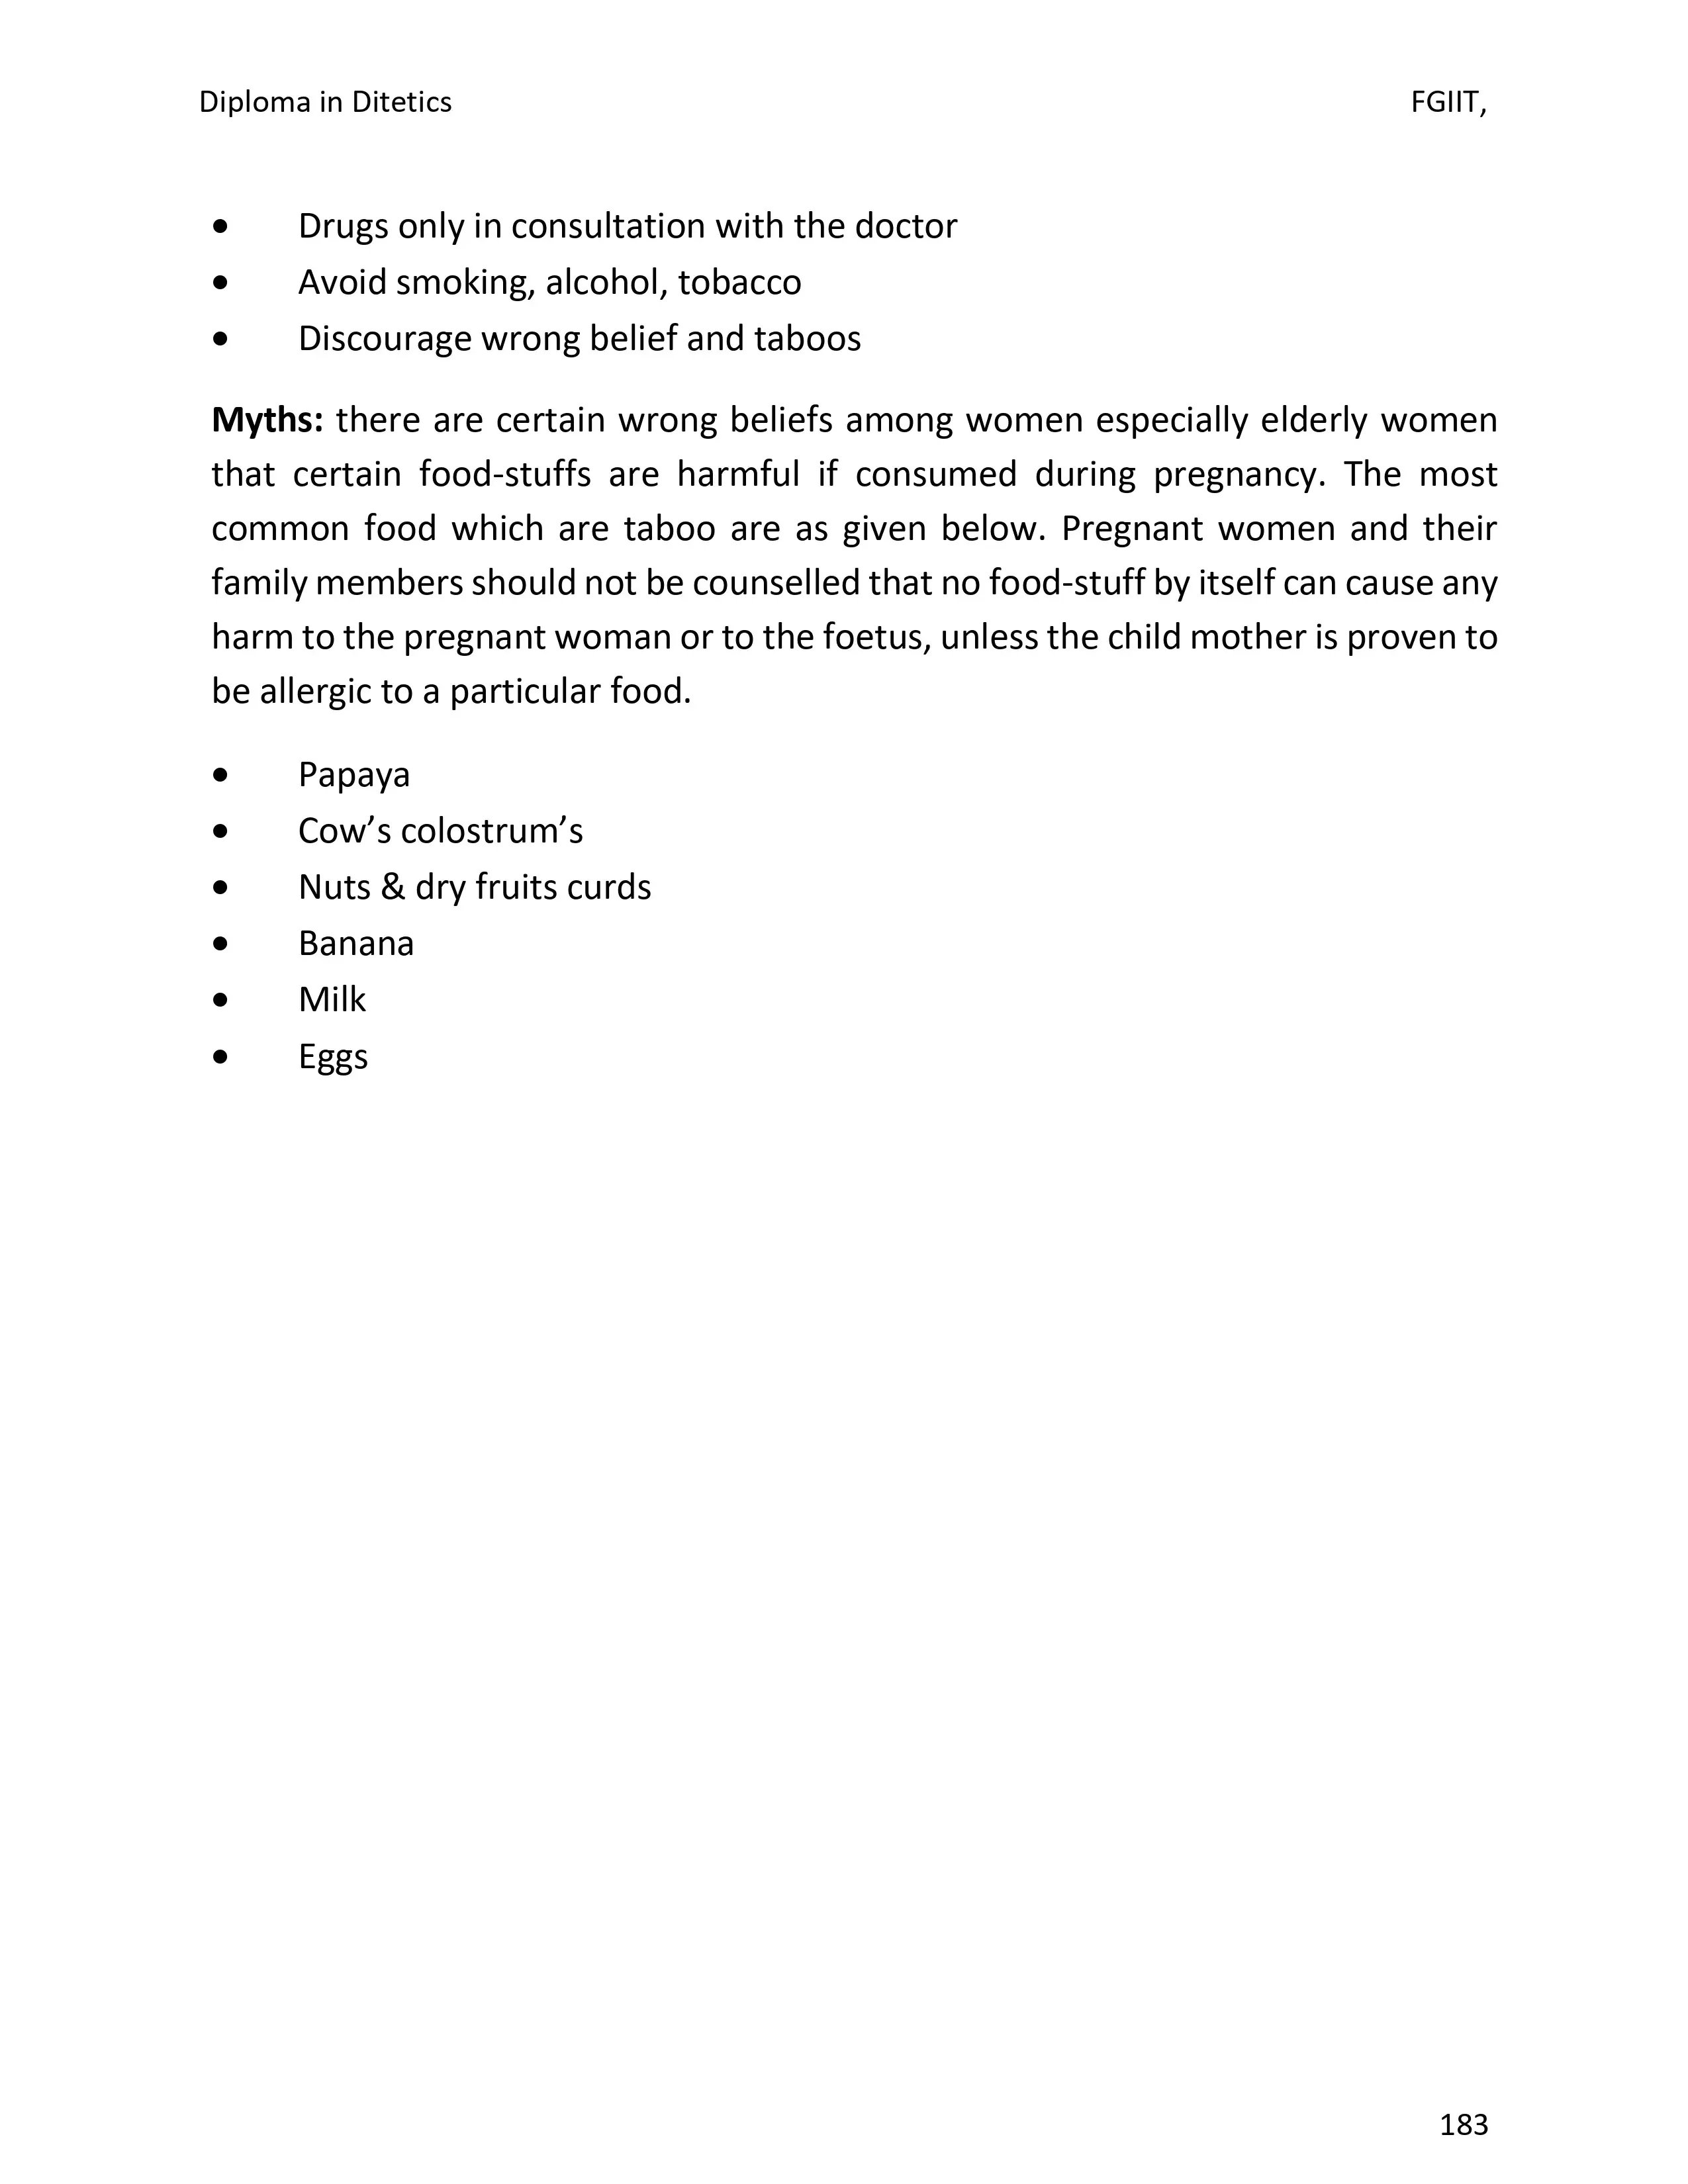 Diploma in Ditetics FGIIT,
• Drugs only in consultation with the doctor
• Avoid smoking, alcohol, tobacco
• Discourage wrong belief and taboos
Myths: there are certain wrong beliefs among women especially elderly women
that certain food-stuffs are harmful if consumed during pregnancy. The most
common food which are taboo are as given below. Pregnant women and their
family members should not be counselled that no food-stuff by itself can cause any
harm to the pregnant woman or to the foetus, unless the child mother is proven to
be allergic to a particular food.
• Papaya
• Cow’s colostrum’s
• Nuts & dry fruits curds
• Banana
• Milk
• Eggs
183